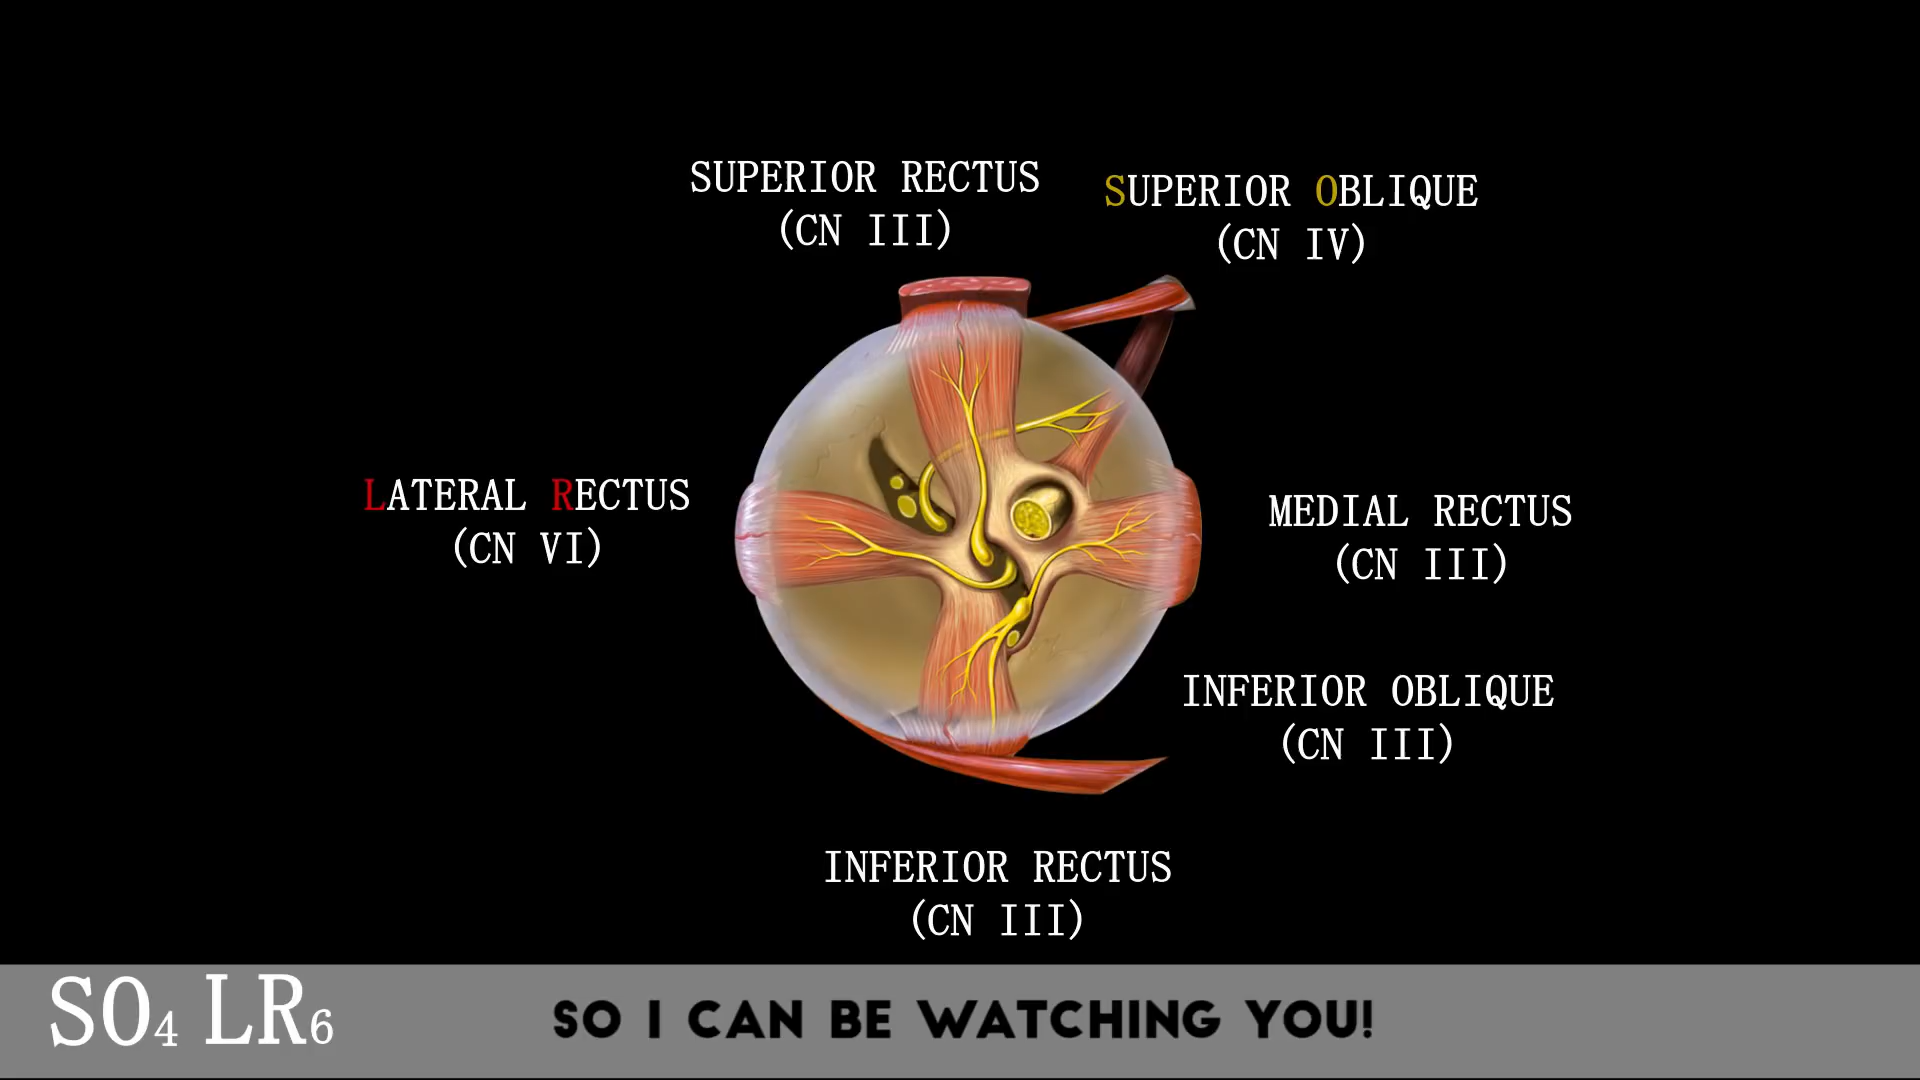 SUPERIOR RECTUS
(CN III)
SUPERIOR OBLIQUE
(CN IV)
LATERAL RECTUS
(CN VI)
MEDIAL RECTUS
(CN III)
INFERIOR OBLIQUE
(CN III)
INFERIOR RECTUS
(CN III)
SO4 LR6
SO I CAN BE WATCHING YOU!